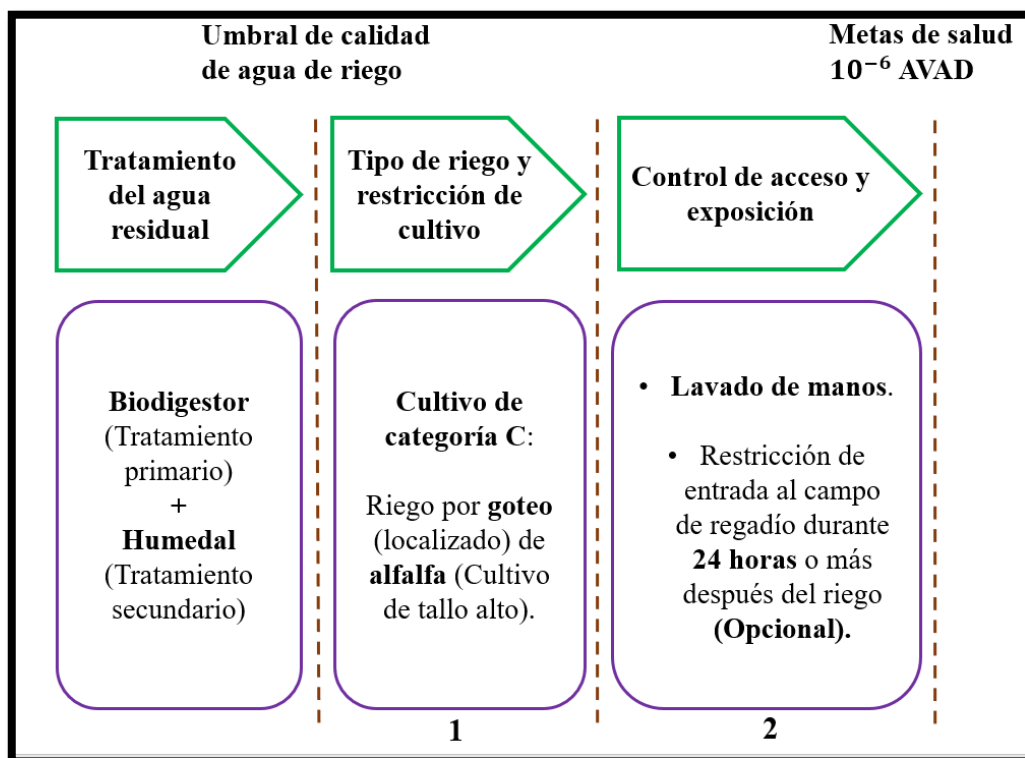 Umbral de calidad
de agua de riego
Metas de salud
10⁻⁶ AVAD
Tratamiento
del agua
residual
Tipo de riego y
restricción de
cultivo
Control de acceso y
exposición
Biodigestor
(Tratamiento
primario)
+
Humedal
(Tratamiento
secundario)
Cultivo de
categoría C:
Riego por goteo
(localizado) de
alfalfa (Cultivo
de tallo alto).
• Lavado de manos.
• Restricción de
entrada al campo
de regadío durante
24 horas o más
después del riego
(Opcional).
1
2